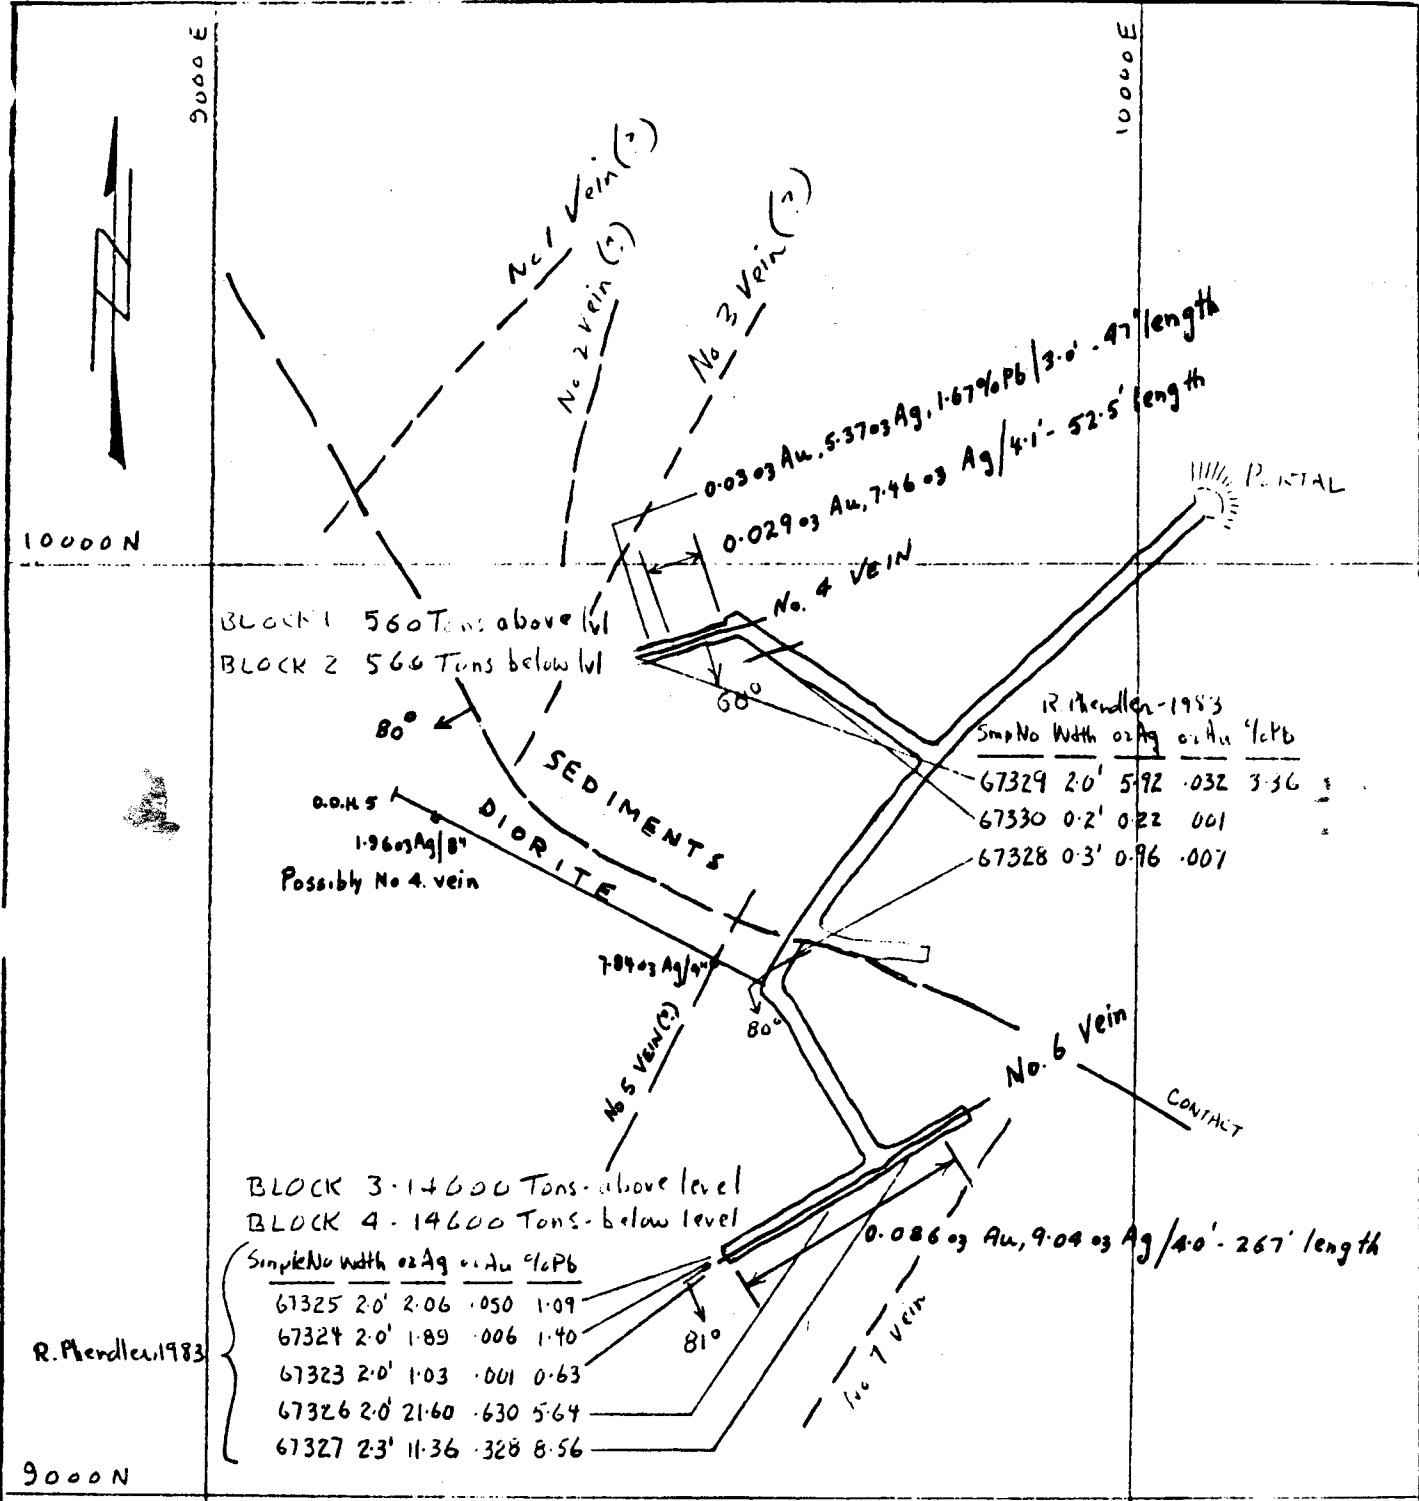 9000 E
10000 E
No 1 Vein (?)
No 2 vein (?)
No 3 Vein (?)
0.03 oz Au, 5.37 oz Ag, 1.67% Pb / 3.0' - 47' length
0.029 oz Au, 7.46 oz Ag / 4.1' - 52.5' length
PORTAL
10000 N
No. 4 VEIN
BLOCK 1 560 Tons above lvl
BLOCK 2 560 Tons below lvl
60°
80°
R. Phendler - 1983
Smp No Wdth oz Ag oz Au % Pb
67329 2.0' 5.92 .032 3.36
67330 0.2' 0.22 001
67328 0.3' 0.96 .007
SEDIMENTS
DIORITE
D.D.H. 5
1.96 oz Ag/8"
Possibly No 4. vein
7.84 oz Ag/9"
80°
No 5 VEIN (?)
No. 6 Vein
CONTACT
BLOCK 3 - 14600 Tons - above level
BLOCK 4 - 14600 Tons - below level
0.086 oz Au, 9.04 oz Ag / 4.0' - 267' length
Smple No Wdth oz Ag oz Au % Pb
67325 2.0' 2.06 .050 1.09
67324 2.0' 1.89 .006 1.40
67323 2.0' 1.03 .001 0.63
67326 2.0' 21.60 .630 5.64
67327 2.3' 11.36 .328 8.56
R. Phendler, 1983
81°
No 7 Vein
9000 N